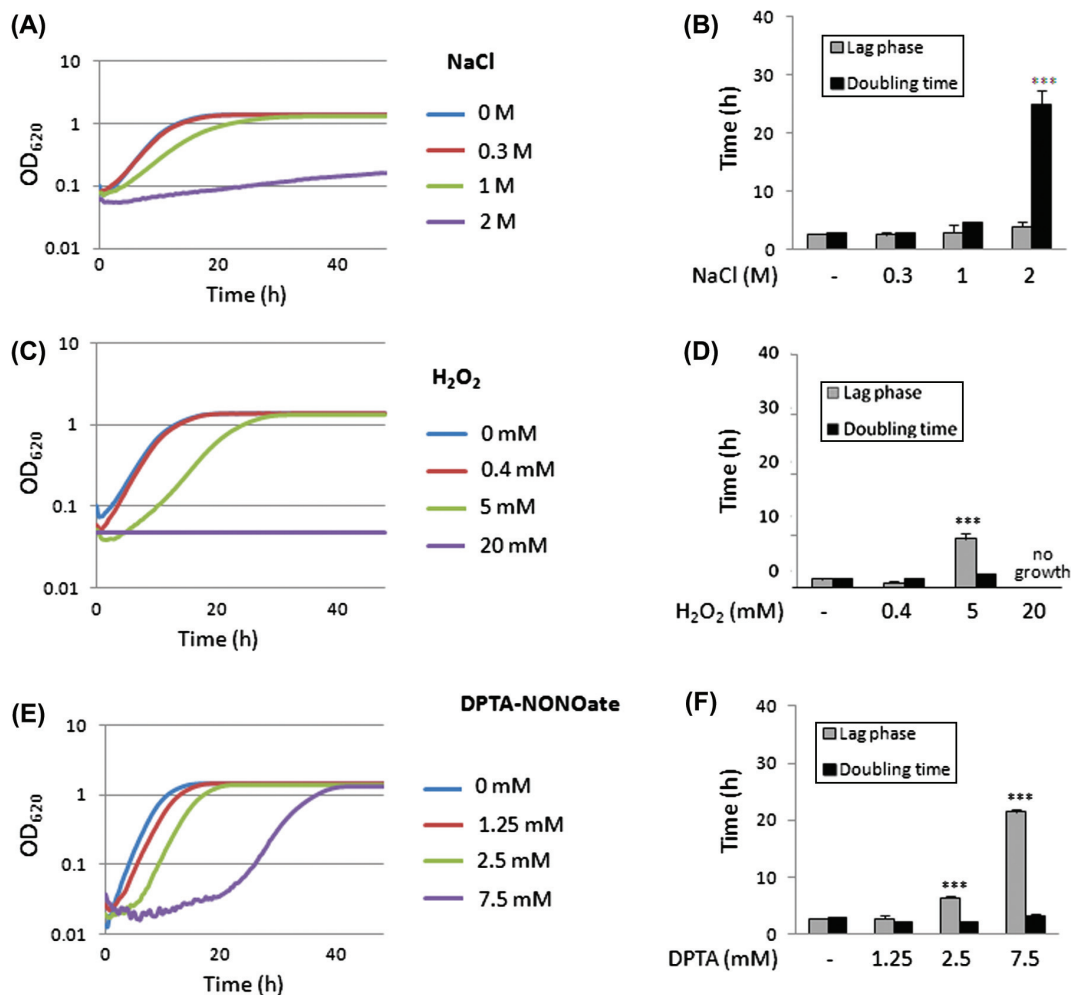 (A)
10
1
0.1
0.01
OD620
0
20
40
Time (h)
NaCl
0 M
0.3 M
1 M
2 M
(B)
Lag phase
Doubling time
***
40
30
20
10
0
Time (h)
NaCl (M)
-
0.3
1
2
(C)
10
1
0.1
0.01
OD620
0
20
40
Time (h)
H2O2
0 mM
0.4 mM
5 mM
20 mM
(D)
Lag phase
Doubling time
***
no
growth
40
30
20
10
0
Time (h)
H2O2 (mM)
-
0.4
5
20
(E)
10
1
0.1
0.01
OD620
0
20
40
Time (h)
DPTA-NONOate
0 mM
1.25 mM
2.5 mM
7.5 mM
(F)
Lag phase
Doubling time
***
***
40
30
20
10
0
Time (h)
DPTA (mM)
-
1.25
2.5
7.5